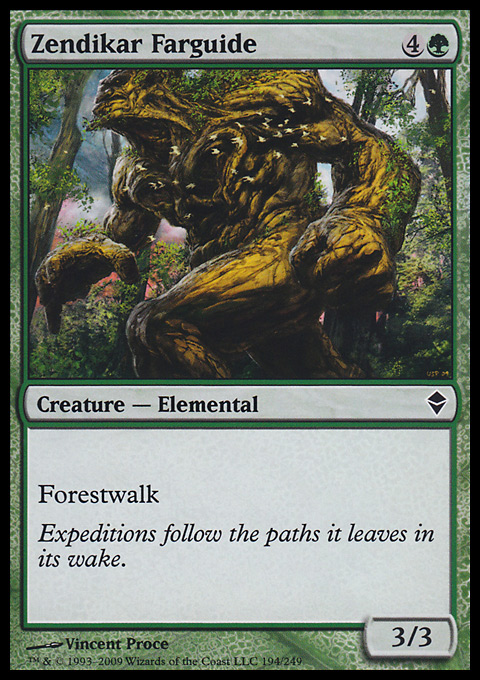 Zendikar Farguide 4
Creature — Elemental
Forestwalk
Expeditions follow the paths it leaves in
its wake.
3/3
Vincent Proce
™ & © 1993–2009 Wizards of the Coast LLC 194/249